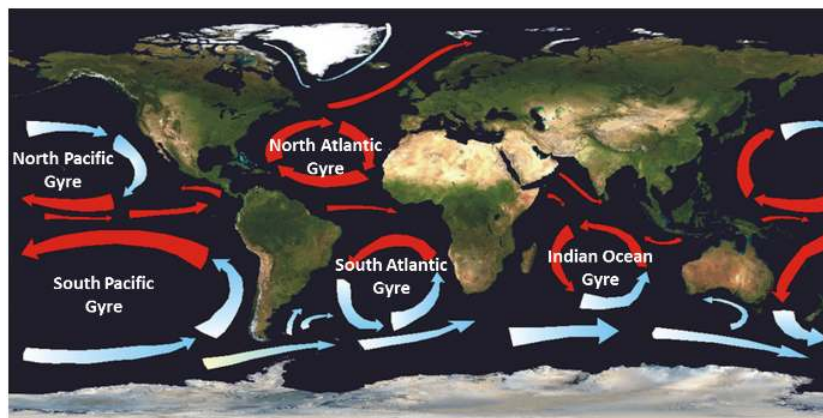 North Pacific
Gyre
North Atlantic
Gyre
South Pacific
Gyre
South Atlantic
Gyre
Indian Ocean
Gyre